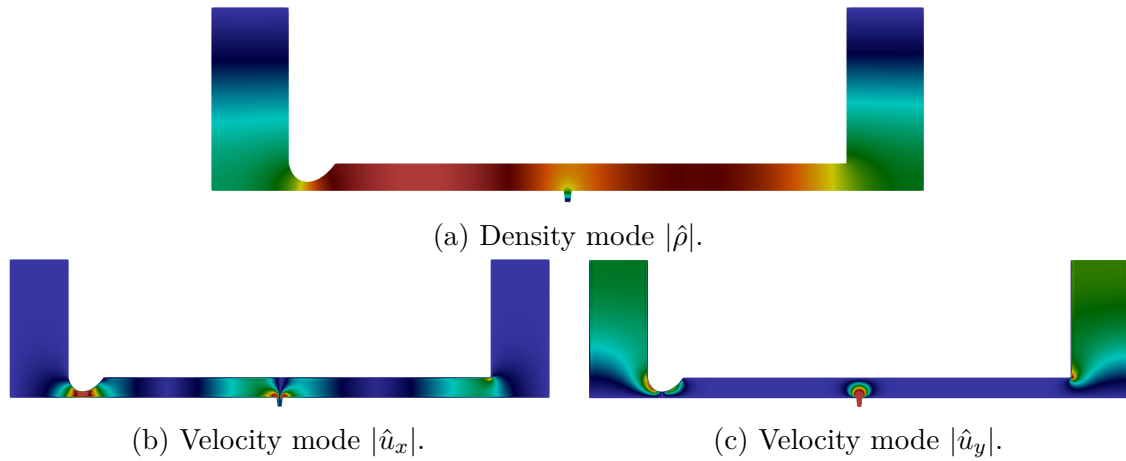 (a) Density mode |ρ̂|.
(b) Velocity mode |û_x|.
(c) Velocity mode |û_y|.